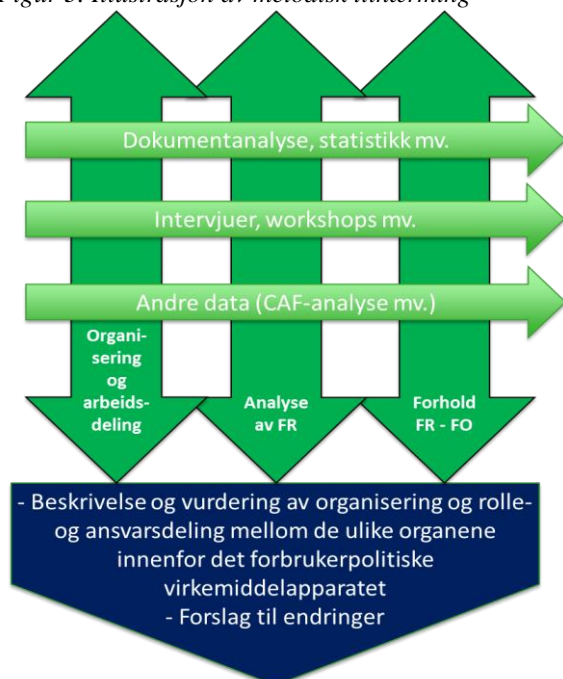 Figur 3: Illustrasjon av metodisk tilnærming
Dokumentanalyse, statistikk mv.
Intervjuer, workshops mv.
Andre data (CAF-analyse mv.)
Organi-
sering
og
arbeids-
deling
Analyse
av FR
Forhold
FR - FO
- Beskrivelse og vurdering av organisering og rolle-
og ansvarsdeling mellom de ulike organene
innenfor det forbrukerpolitiske
virkemiddelapparatet
- Forslag til endringer